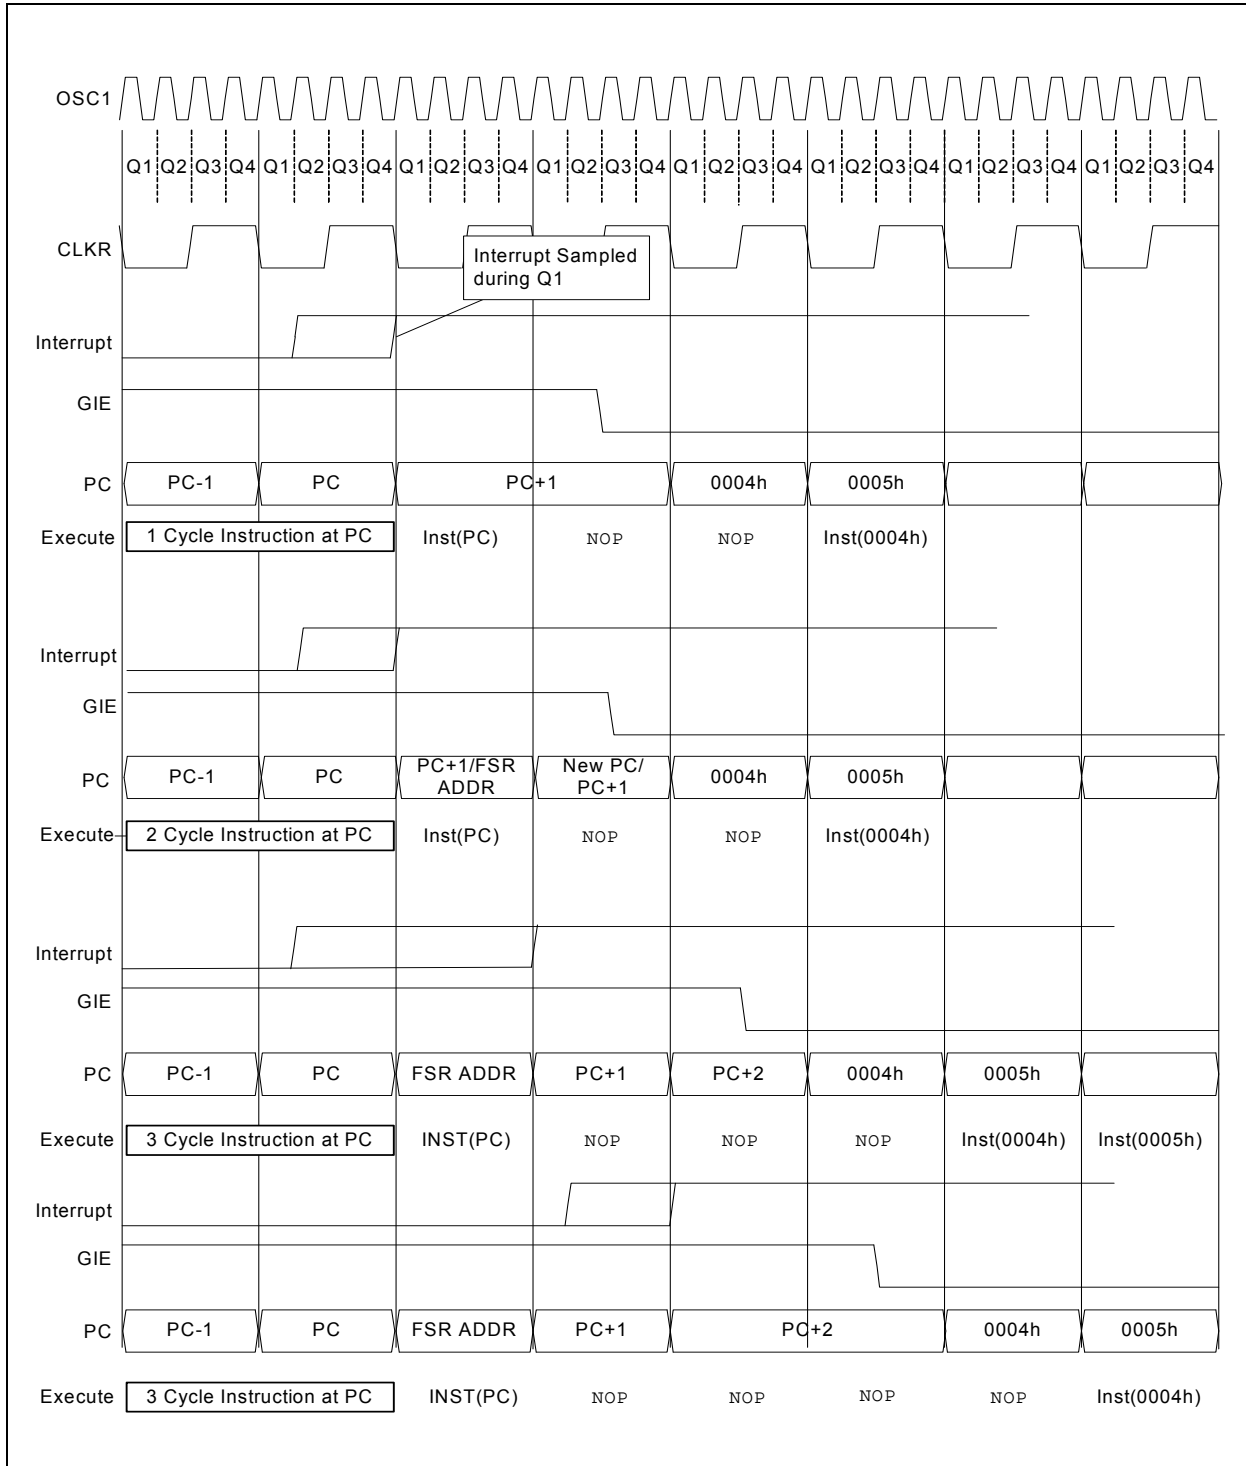 OSC1
Q1 Q2 Q3 Q4 Q1 Q2 Q3 Q4 Q1 Q2 Q3 Q4 Q1 Q2 Q3 Q4 Q1 Q2 Q3 Q4 Q1 Q2 Q3 Q4 Q1 Q2 Q3 Q4 Q1 Q2 Q3 Q4
CLKR
Interrupt Sampled
during Q1
Interrupt
GIE
PC PC-1 PC PC+1 0004h 0005h
Execute 1 Cycle Instruction at PC Inst(PC) NOP NOP Inst(0004h)
Interrupt
GIE
PC PC-1 PC PC+1/FSR ADDR New PC/ PC+1 0004h 0005h
Execute 2 Cycle Instruction at PC Inst(PC) NOP NOP Inst(0004h)
Interrupt
GIE
PC PC-1 PC FSR ADDR PC+1 PC+2 0004h 0005h
Execute 3 Cycle Instruction at PC INST(PC) NOP NOP NOP Inst(0004h) Inst(0005h)
Interrupt
GIE
PC PC-1 PC FSR ADDR PC+1 PC+2 0004h 0005h
Execute 3 Cycle Instruction at PC INST(PC) NOP NOP NOP NOP Inst(0004h)